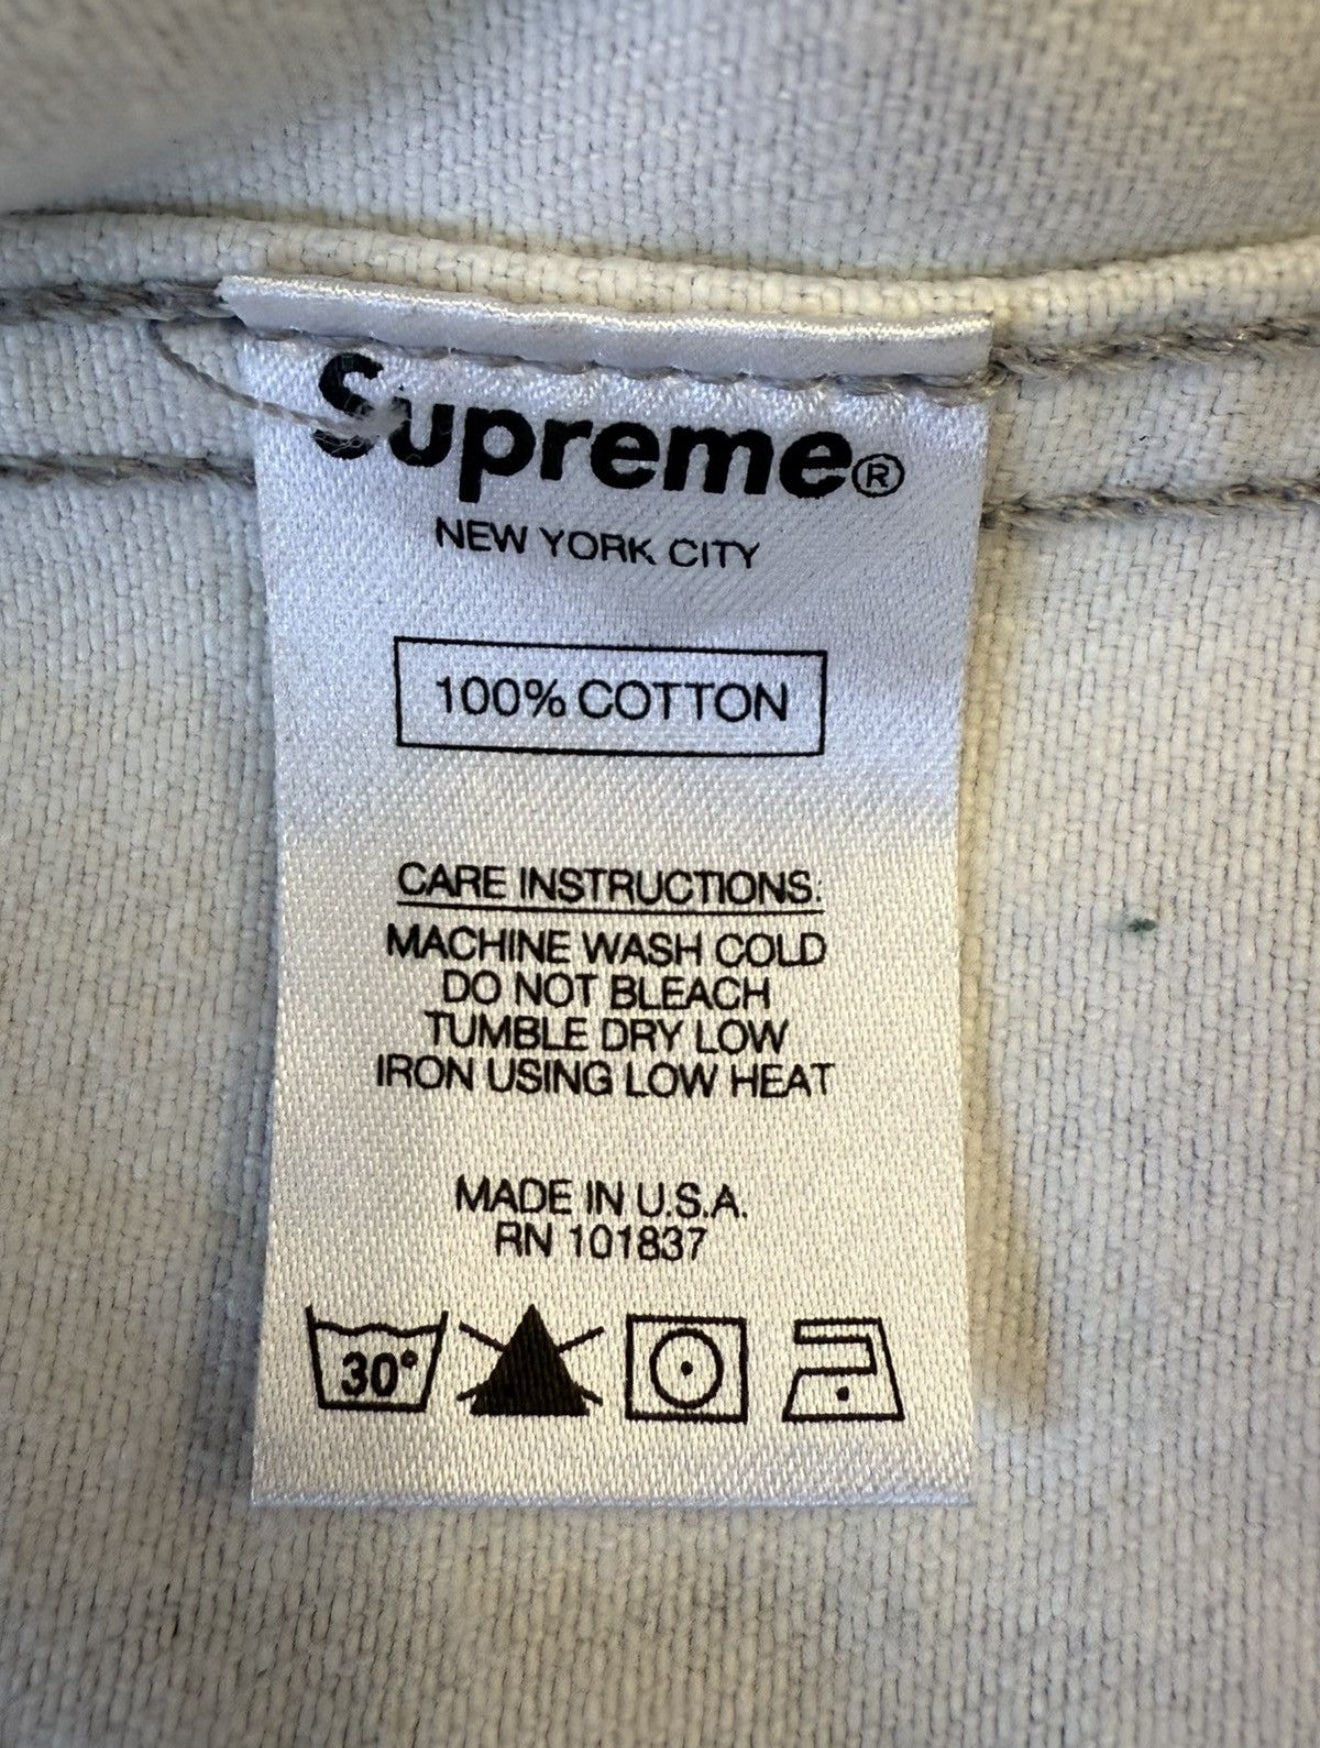 Supreme®
NEW YORK CITY
100% COTTON
CARE INSTRUCTIONS:
MACHINE WASH COLD
DO NOT BLEACH
TUMBLE DRY LOW
IRON USING LOW HEAT
MADE IN U.S.A.
RN 101837
30°